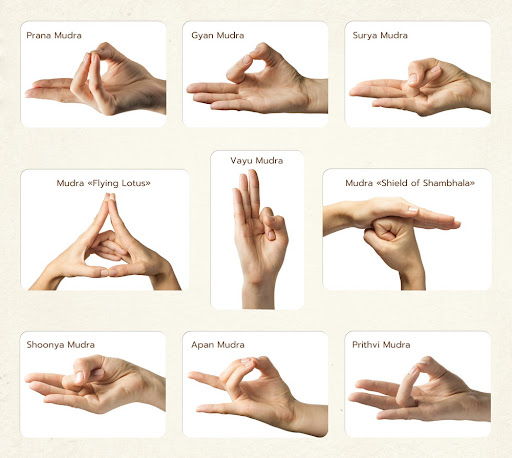 Prana Mudra
Gyan Mudra
Surya Mudra
Mudra «Flying Lotus»
Vayu Mudra
Mudra «Shield of Shambhala»
Shoonya Mudra
Apan Mudra
Prithvi Mudra